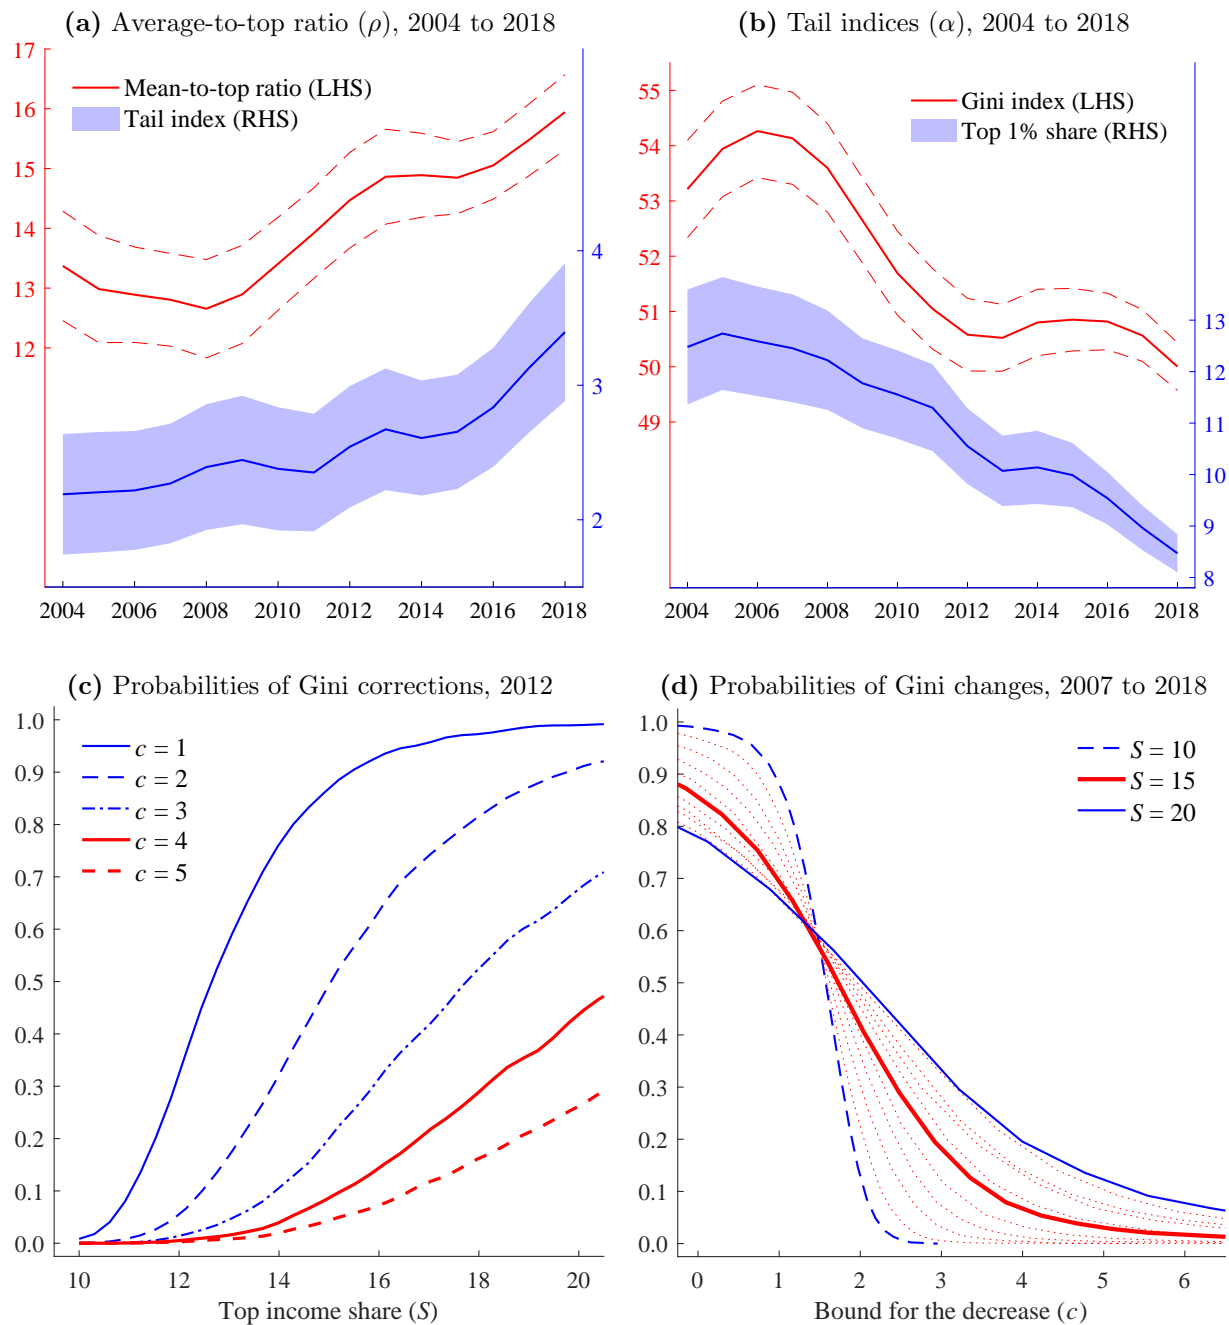 (a) Average-to-top ratio (ρ), 2004 to 2018
17
16
15
14
13
12
4
3
2
Mean-to-top ratio (LHS)
Tail index (RHS)
2004 2006 2008 2010 2012 2014 2016 2018
(b) Tail indices (α), 2004 to 2018
55
54
53
52
51
50
49
13
12
11
10
9
8
Gini index (LHS)
Top 1% share (RHS)
2004 2006 2008 2010 2012 2014 2016 2018
(c) Probabilities of Gini corrections, 2012
1.0
0.9
0.8
0.7
0.6
0.5
0.4
0.3
0.2
0.1
0.0
c = 1
c = 2
c = 3
c = 4
c = 5
10 12 14 16 18 20
Top income share (S)
(d) Probabilities of Gini changes, 2007 to 2018
1.0
0.9
0.8
0.7
0.6
0.5
0.4
0.3
0.2
0.1
0.0
S = 10
S = 15
S = 20
0 1 2 3 4 5 6
Bound for the decrease (c)